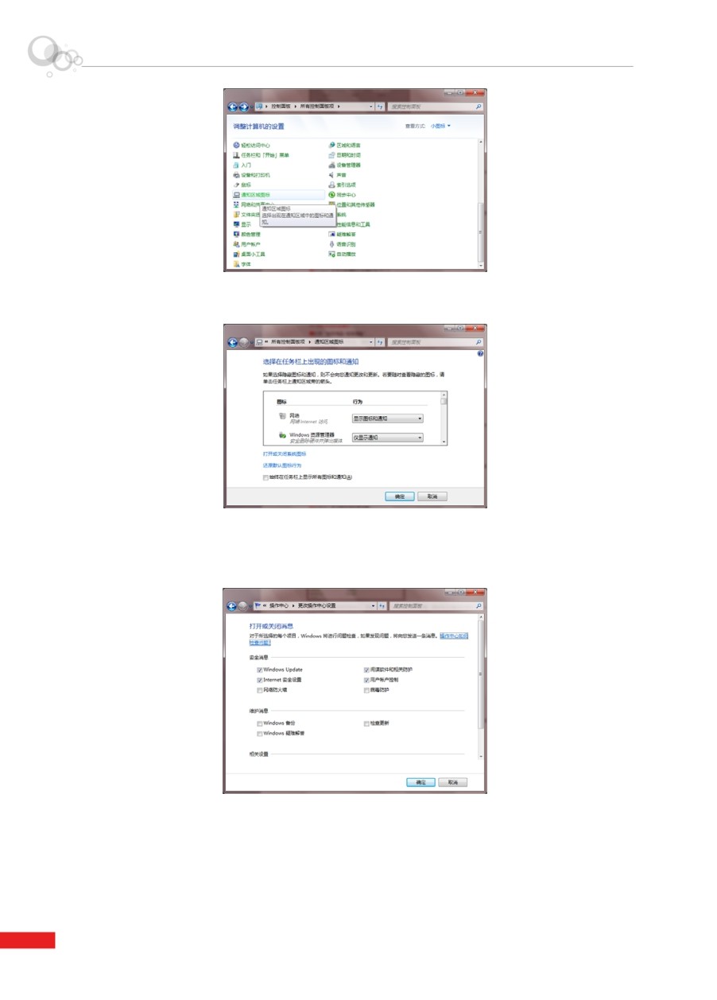 控制面板 ▸ 所有控制面板项 ▸
搜索控制面板
调整计算机的设置
查看方式: 小图标
轻松访问中心
区域和语言
任务栏和「开始」菜单
日期和时间
入门
设备管理器
设备和打印机
声音
鼠标
索引选项
通知区域图标
同步中心
网络和共享中心
位置和其他传感器
通知区域图标
选择出现在通知区域中的图标和通
知。
文件夹选
系统
显示
性能信息和工具
颜色管理
疑难解答
用户帐户
语音识别
桌面小工具
自动播放
字体
« 所有控制面板项 ▸ 通知区域图标
搜索控制面板
选择在任务栏上出现的图标和通知
如果选择隐藏图标和通知，则不会向您通知更改和更新。若要随时查看隐藏的图标，请
单击任务栏上通知区域旁的箭头。
图标 行为
网络
网络 Internet 访问
显示图标和通知
Windows 资源管理器
安全删除硬件并弹出媒体
仅显示通知
打开或关闭系统图标
还原默认图标行为
始终在任务栏上显示所有图标和通知(A)
确定 取消
« 操作中心 ▸ 更改操作中心设置
搜索控制面板
打开或关闭消息
对于所选择的每个项目，Windows 将进行问题检查，如果发现问题，将向您发送一条消息。操作中心如何
检查问题?
安全消息
Windows Update
间谍软件和相关防护
Internet 安全设置
用户帐户控制
网络防火墙
病毒防护
维护消息
Windows 备份
检查更新
Windows 疑难解答
相关设置
确定 取消